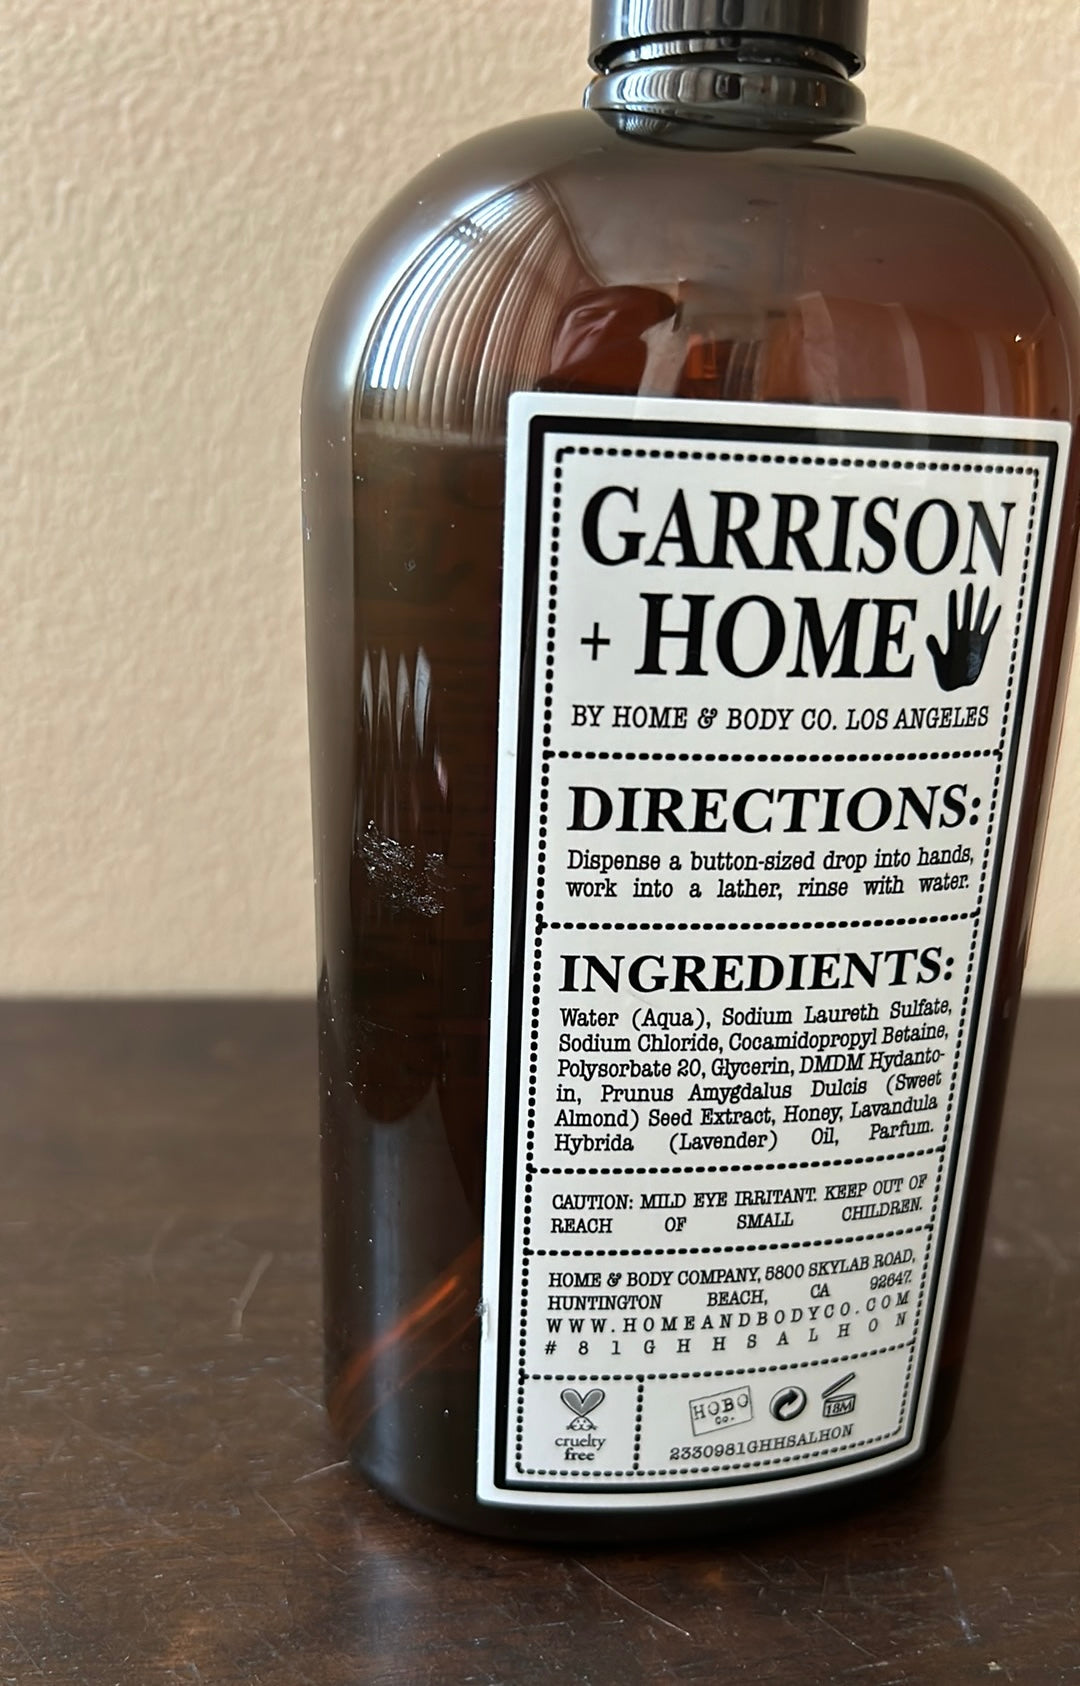 GARRISON
+ HOME
BY HOME & BODY CO. LOS ANGELES
DIRECTIONS:
Dispense a button-sized drop into hands,
work into a lather, rinse with water.
INGREDIENTS:
Water (Aqua), Sodium Laureth Sulfate,
Sodium Chloride, Cocamidopropyl Betaine,
Polysorbate 20, Glycerin, DMDM Hydanto-
in, Prunus Amygdalus Dulcis (Sweet
Almond) Seed Extract, Honey, Lavandula
Hybrida (Lavender) Oil, Parfum.
CAUTION: MILD EYE IRRITANT. KEEP OUT OF
REACH OF SMALL CHILDREN.
HOME & BODY COMPANY, 5800 SKYLAB ROAD,
HUNTINGTON BEACH, CA 92647.
WWW.HOMEANDBODYCO.COM
#81GHHSALHON
cruelty
free
HOBO
CO.
18M
2330981GHHSALHON